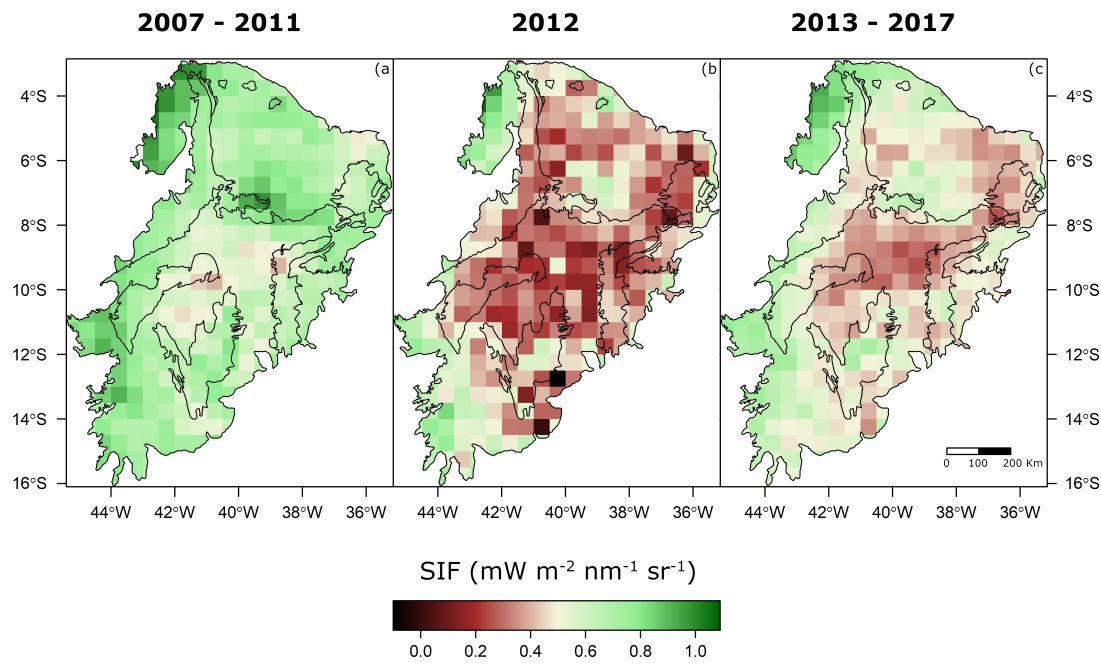 2007 - 2011 2012 2013 - 2017
(a (b (c
4°S 4°S
6°S 6°S
8°S 8°S
10°S 10°S
12°S 12°S
14°S 14°S
0 100 200 Km
16°S 16°S
44°W 42°W 40°W 38°W 36°W 44°W 42°W 40°W 38°W 36°W 44°W 42°W 40°W 38°W 36°W
SIF (mW m⁻² nm⁻¹ sr⁻¹)
0.0 0.2 0.4 0.6 0.8 1.0